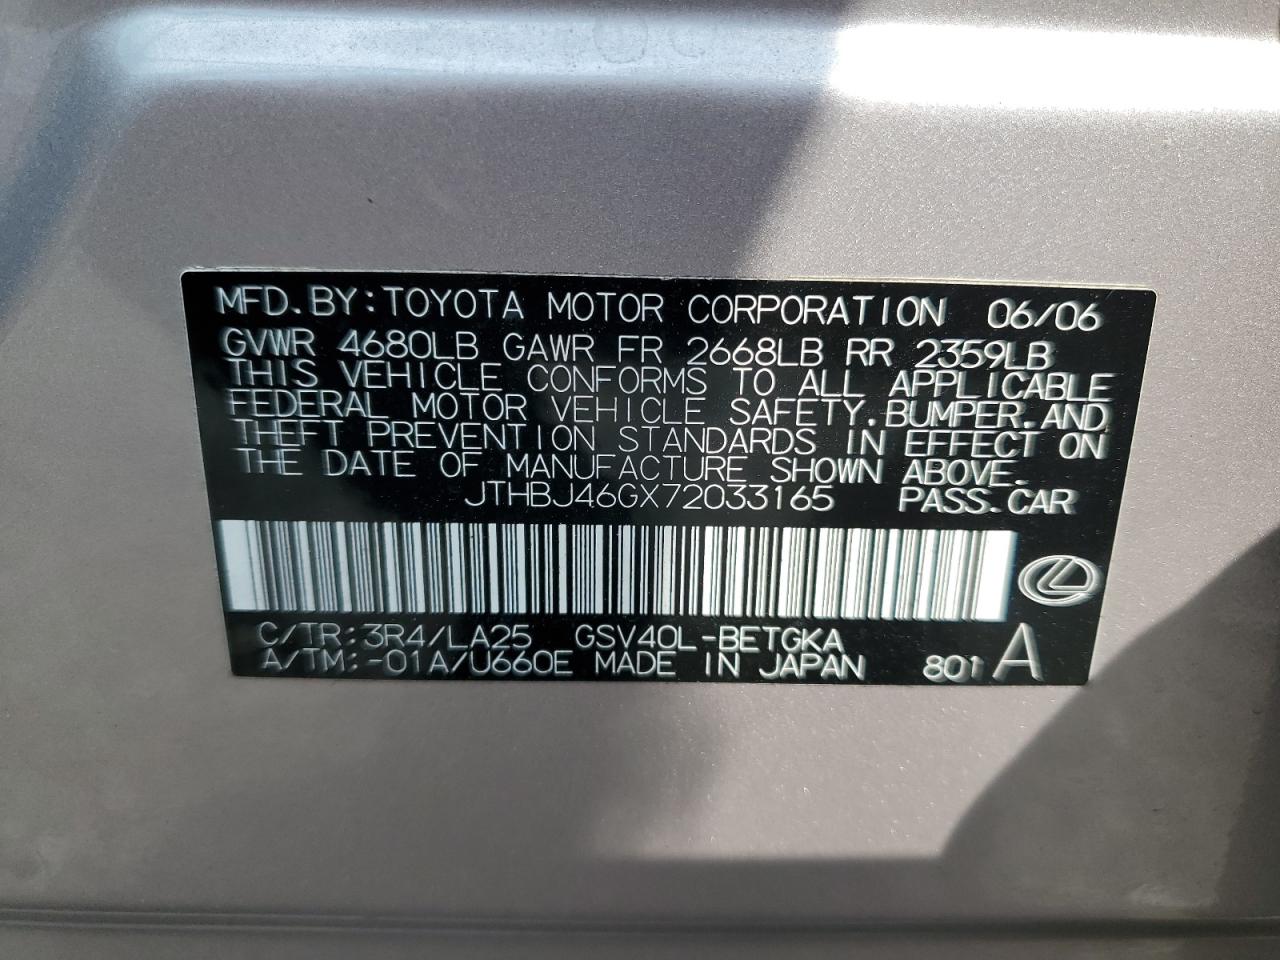 MFD.BY:TOYOTA MOTOR CORPORATION 06/06
GVWR 4680LB GAWR FR 2668LB RR 2359LB
THIS VEHICLE CONFORMS TO ALL APPLICABLE
FEDERAL MOTOR VEHICLE SAFETY,BUMPER,AND
THEFT PREVENTION STANDARDS IN EFFECT ON
THE DATE OF MANUFACTURE SHOWN ABOVE.
JTHBJ46GX72033165 PASS.CAR
C/TR:3R4/LA25 GSV40L-BETGKA
A/TM:-01A/U660E MADE IN JAPAN 801 A